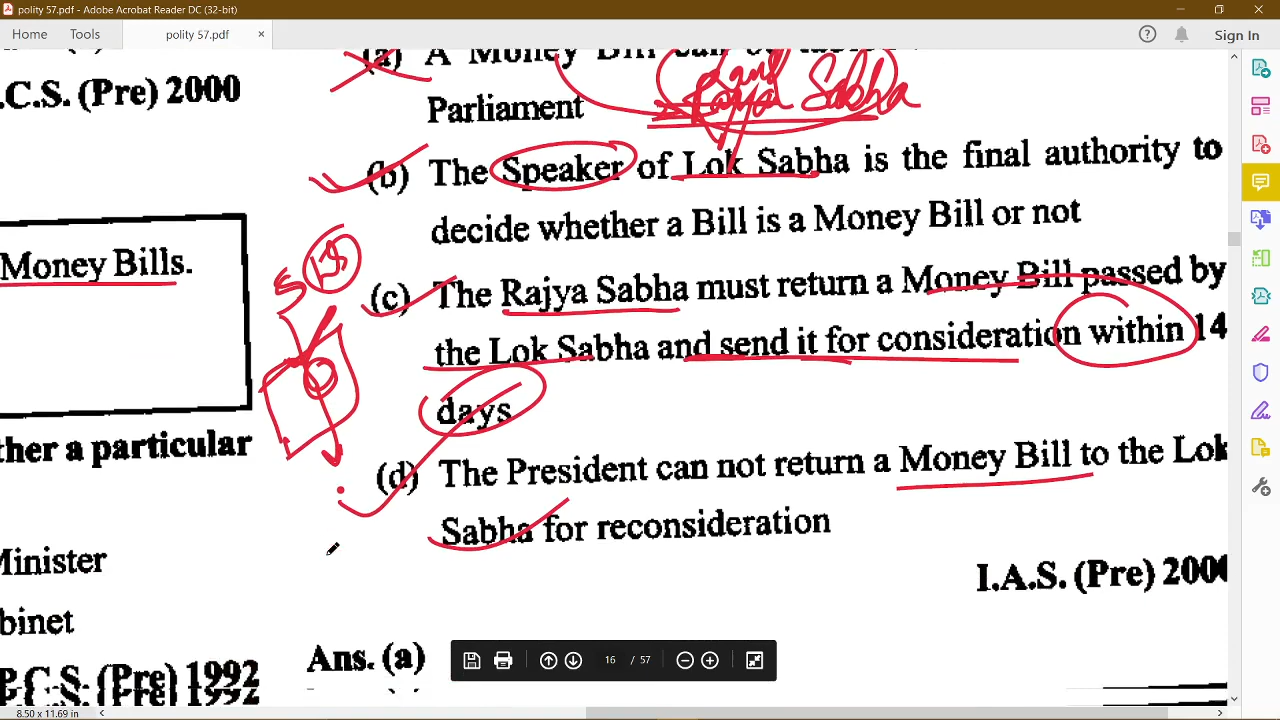 polity 57.pdf - Adobe Acrobat Reader DC (32-bit)
Home Tools polity 57.pdf × Sign In
.C.S. (Pre) 2000
Money Bills.
ther a particular
Minister
binet
P.C.S. (Pre) 1992
(a) A Money Bill can be
and
Rajya Sabha
Parliament
(b) The Speaker of Lok Sabha is the final authority to
decide whether a Bill is a Money Bill or not
(c) The Rajya Sabha must return a Money Bill passed by
the Lok Sabha and send it for consideration within 14
days
(d) The President can not return a Money Bill to the Lok
Sabha for reconsideration
I.A.S. (Pre) 2000
Ans. (a)
16 / 57
8.50 x 11.69 in